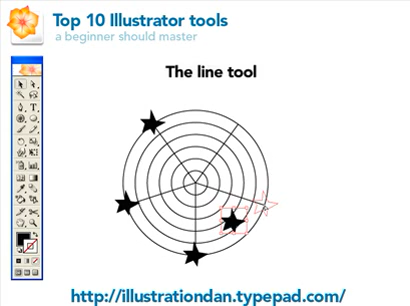 Top 10 Illustrator tools
a beginner should master
The line tool
http://illustrationdan.typepad.com/